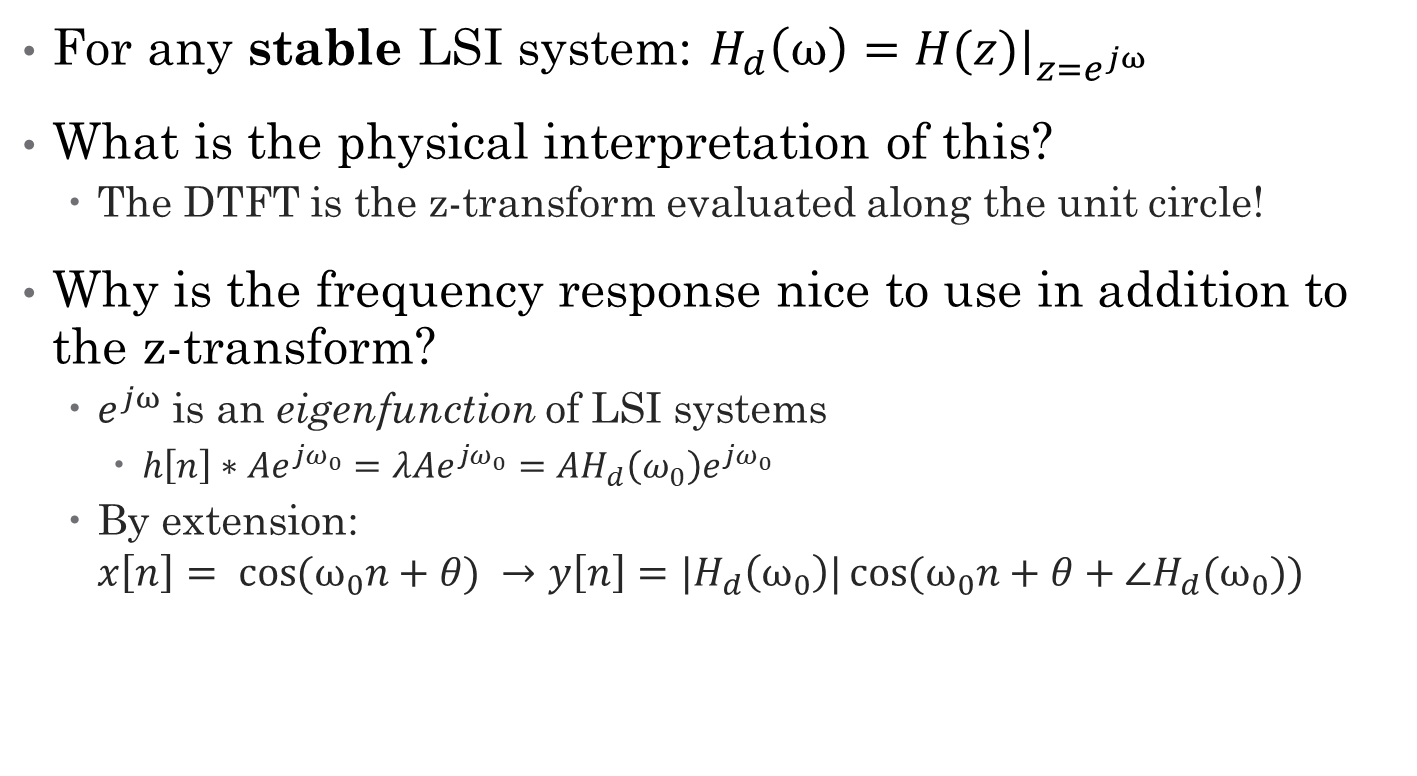 • For any stable LSI system: H_d(ω) = H(z)|_{z=e^{jω}}
• What is the physical interpretation of this?
• The DTFT is the z-transform evaluated along the unit circle!
• Why is the frequency response nice to use in addition to
the z-transform?
• e^{jω} is an eigenfunction of LSI systems
• h[n] ∗ Ae^{jω_0} = λAe^{jω_0} = AH_d(ω_0)e^{jω_0}
• By extension:
x[n] = cos(ω_0n + θ) → y[n] = |H_d(ω_0)| cos(ω_0n + θ + ∠H_d(ω_0))